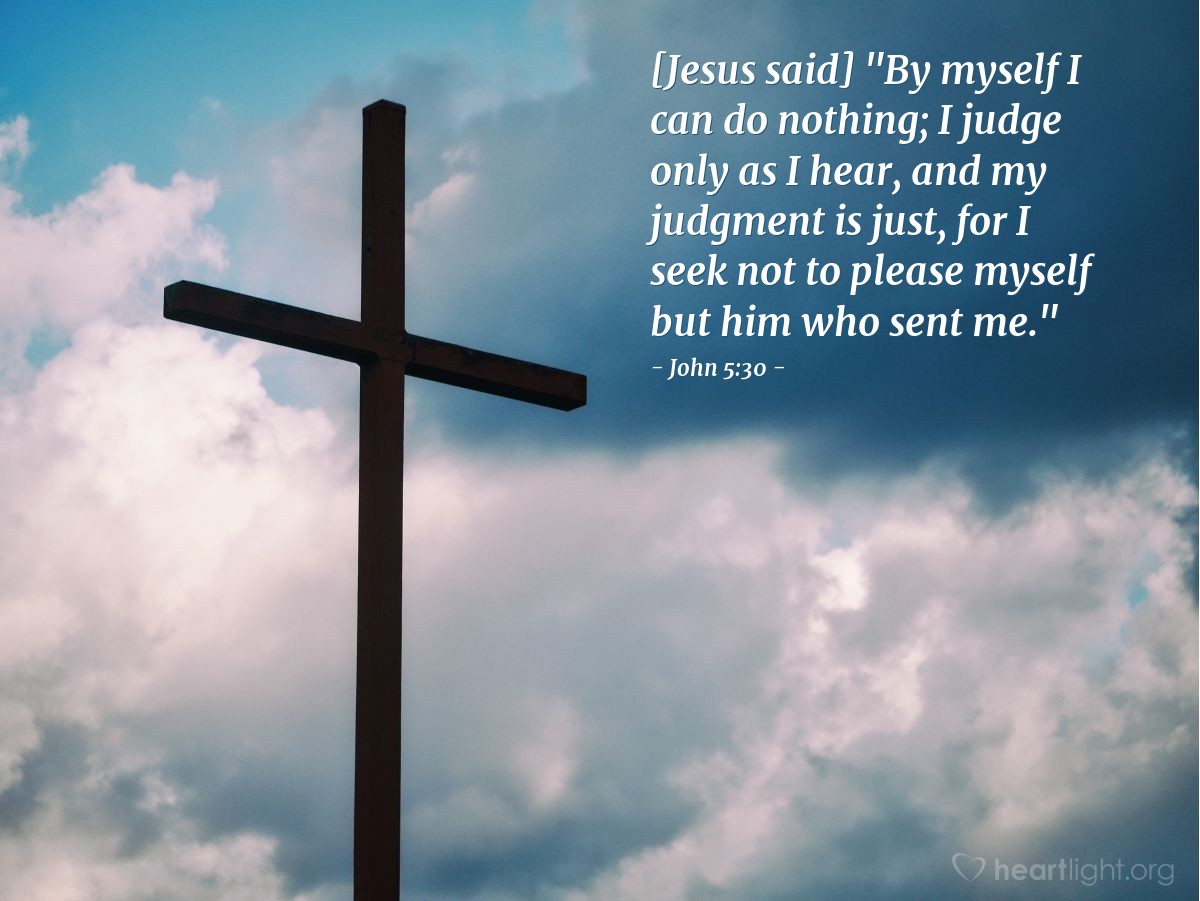 [Jesus said] "By myself I
can do nothing; I judge
only as I hear, and my
judgment is just, for I
seek not to please myself
but him who sent me."
- John 5:30 -
heartlight.org